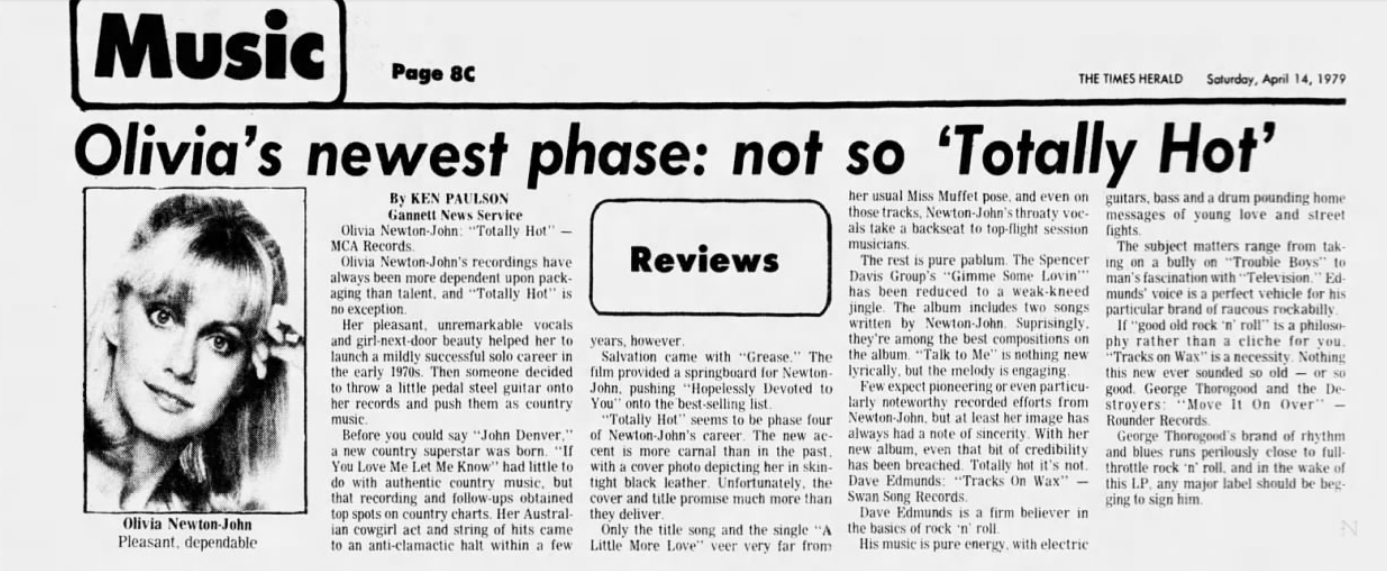 Music
Page 8C
THE TIMES HERALD Saturday, April 14, 1979
Olivia's newest phase: not so 'Totally Hot'
Olivia Newton-John
Pleasant, dependable
By KEN PAULSON
Gannett News Service
Olivia Newton-John: "Totally Hot" —
MCA Records.
Olivia Newton-John's recordings have
always been more dependent upon pack-
aging than talent, and "Totally Hot" is
no exception.
Her pleasant, unremarkable vocals
and girl-next-door beauty helped her to
launch a mildly successful solo career in
the early 1970s. Then someone decided
to throw a little pedal steel guitar onto
her records and push them as country
music.
Before you could say "John Denver,"
a new country superstar was born. "If
You Love Me Let Me Know" had little to
do with authentic country music, but
that recording and follow-ups obtained
top spots on country charts. Her Austral-
ian cowgirl act and string of hits came
to an anti-clamactic halt within a few
Reviews
years, however.
Salvation came with "Grease." The
film provided a springboard for Newton-
John, pushing "Hopelessly Devoted to
You" onto the best-selling list.
"Totally Hot" seems to be phase four
of Newton-John's career. The new ac-
cent is more carnal than in the past,
with a cover photo depicting her in skin-
tight black leather. Unfortunately, the
cover and title promise much more than
they deliver.
Only the title song and the single "A
Little More Love" veer very far from
her usual Miss Muffet pose, and even on
those tracks, Newton-John's throaty voc-
als take a backseat to top-flight session
musicians.
The rest is pure pablum. The Spencer
Davis Group's "Gimme Some Lovin'"
has been reduced to a weak-kneed
jingle. The album includes two songs
written by Newton-John. Suprisingly,
they're among the best compositions on
the album. "Talk to Me" is nothing new
lyrically, but the melody is engaging.
Few expect pioneering or even particu-
larly noteworthy recorded efforts from
Newton-John, but at least her image has
always had a note of sincerity. With her
new album, even that bit of credibility
has been breached. Totally hot it's not.
Dave Edmunds: "Tracks On Wax" —
Swan Song Records.
Dave Edmunds is a firm believer in
the basics of rock 'n' roll.
His music is pure energy, with electric
guitars, bass and a drum pounding home
messages of young love and street
fights.
The subject matters range from tak-
ing on a bully on "Trouble Boys" to
man's fascination with "Television." Ed-
munds' voice is a perfect vehicle for his
particular brand of raucous rockabilly.
If "good old rock 'n' roll" is a philoso-
phy rather than a cliche for you,
"Tracks on Wax" is a necessity. Nothing
this new ever sounded so old — or so
good. George Thorogood and the De-
stroyers: "Move It On Over" —
Rounder Records.
George Thorogood's brand of rhythm
and blues runs perilously close to full-
throttle rock 'n' roll, and in the wake of
this LP, any major label should be beg-
ging to sign him.
N